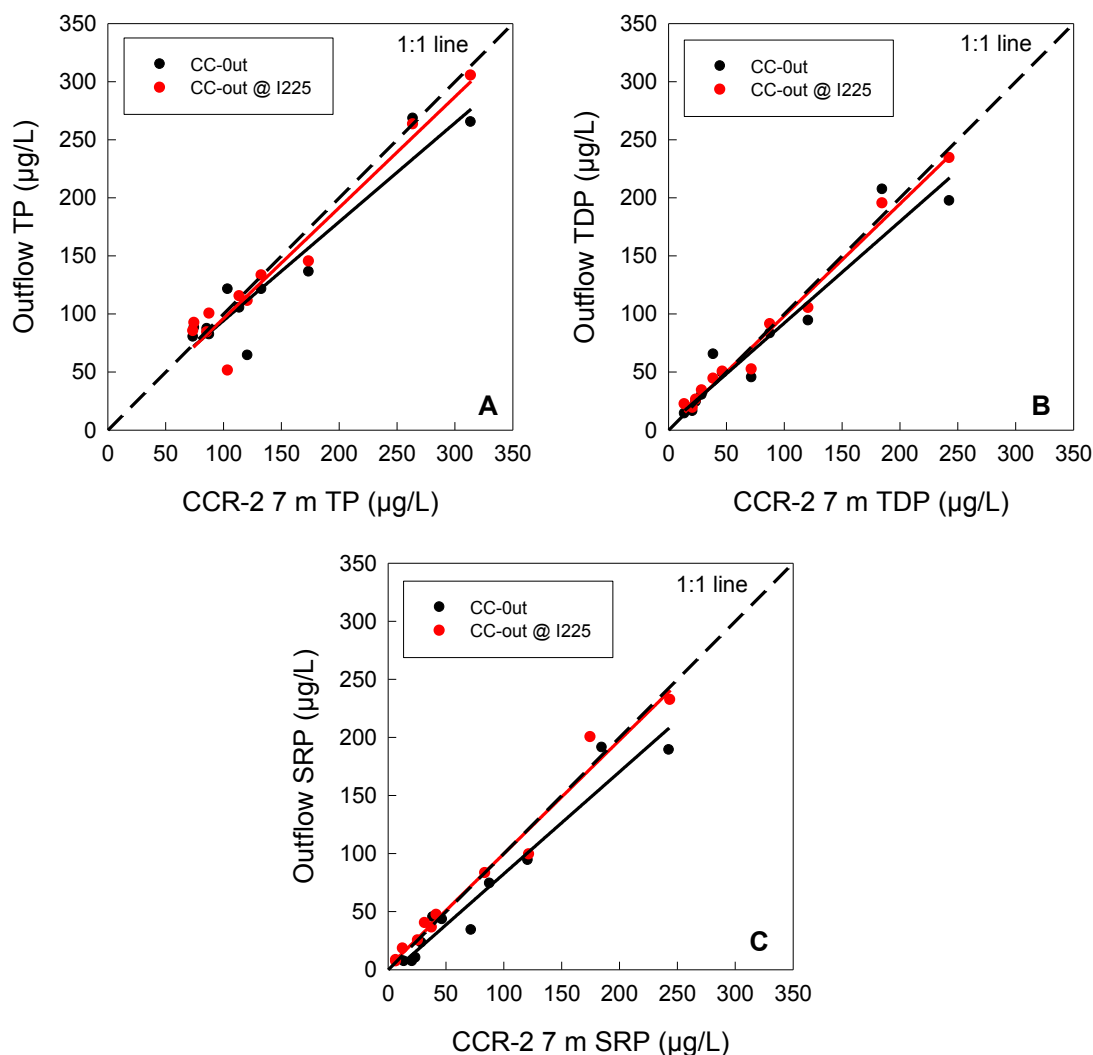 350
300
250
200
150
100
50
0
Outflow TP (µg/L)
CC-0ut
CC-out @ I225
1:1 line
A
0 50 100 150 200 250 300 350
CCR-2 7 m TP (µg/L)
350
300
250
200
150
100
50
0
Outflow TDP (µg/L)
CC-0ut
CC-out @ I225
1:1 line
B
0 50 100 150 200 250 300 350
CCR-2 7 m TDP (µg/L)
350
300
250
200
150
100
50
0
Outflow SRP (µg/L)
CC-0ut
CC-out @ I225
1:1 line
C
0 50 100 150 200 250 300 350
CCR-2 7 m SRP (µg/L)